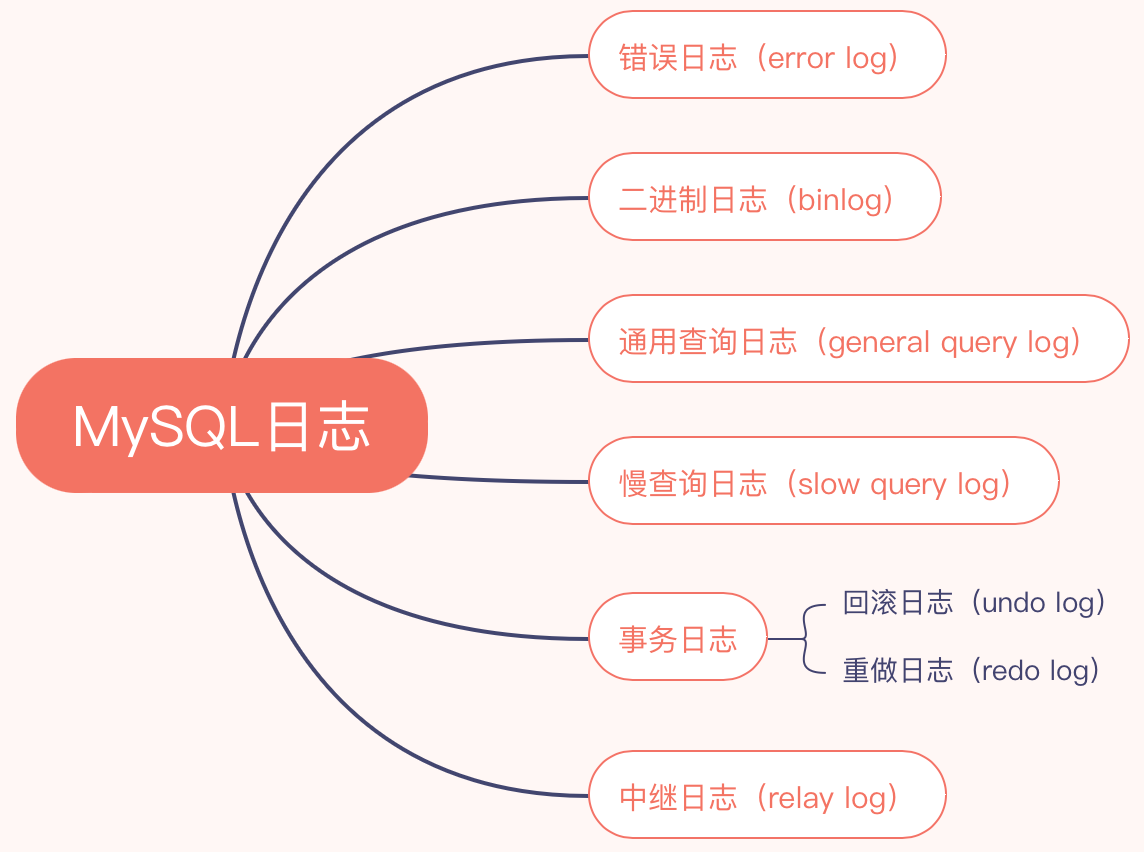 错误日志（error log）
二进制日志（binlog）
通用查询日志（general query log）
MySQL日志
慢查询日志（slow query log）
事务日志
回滚日志（undo log）
重做日志（redo log）
中继日志（relay log）